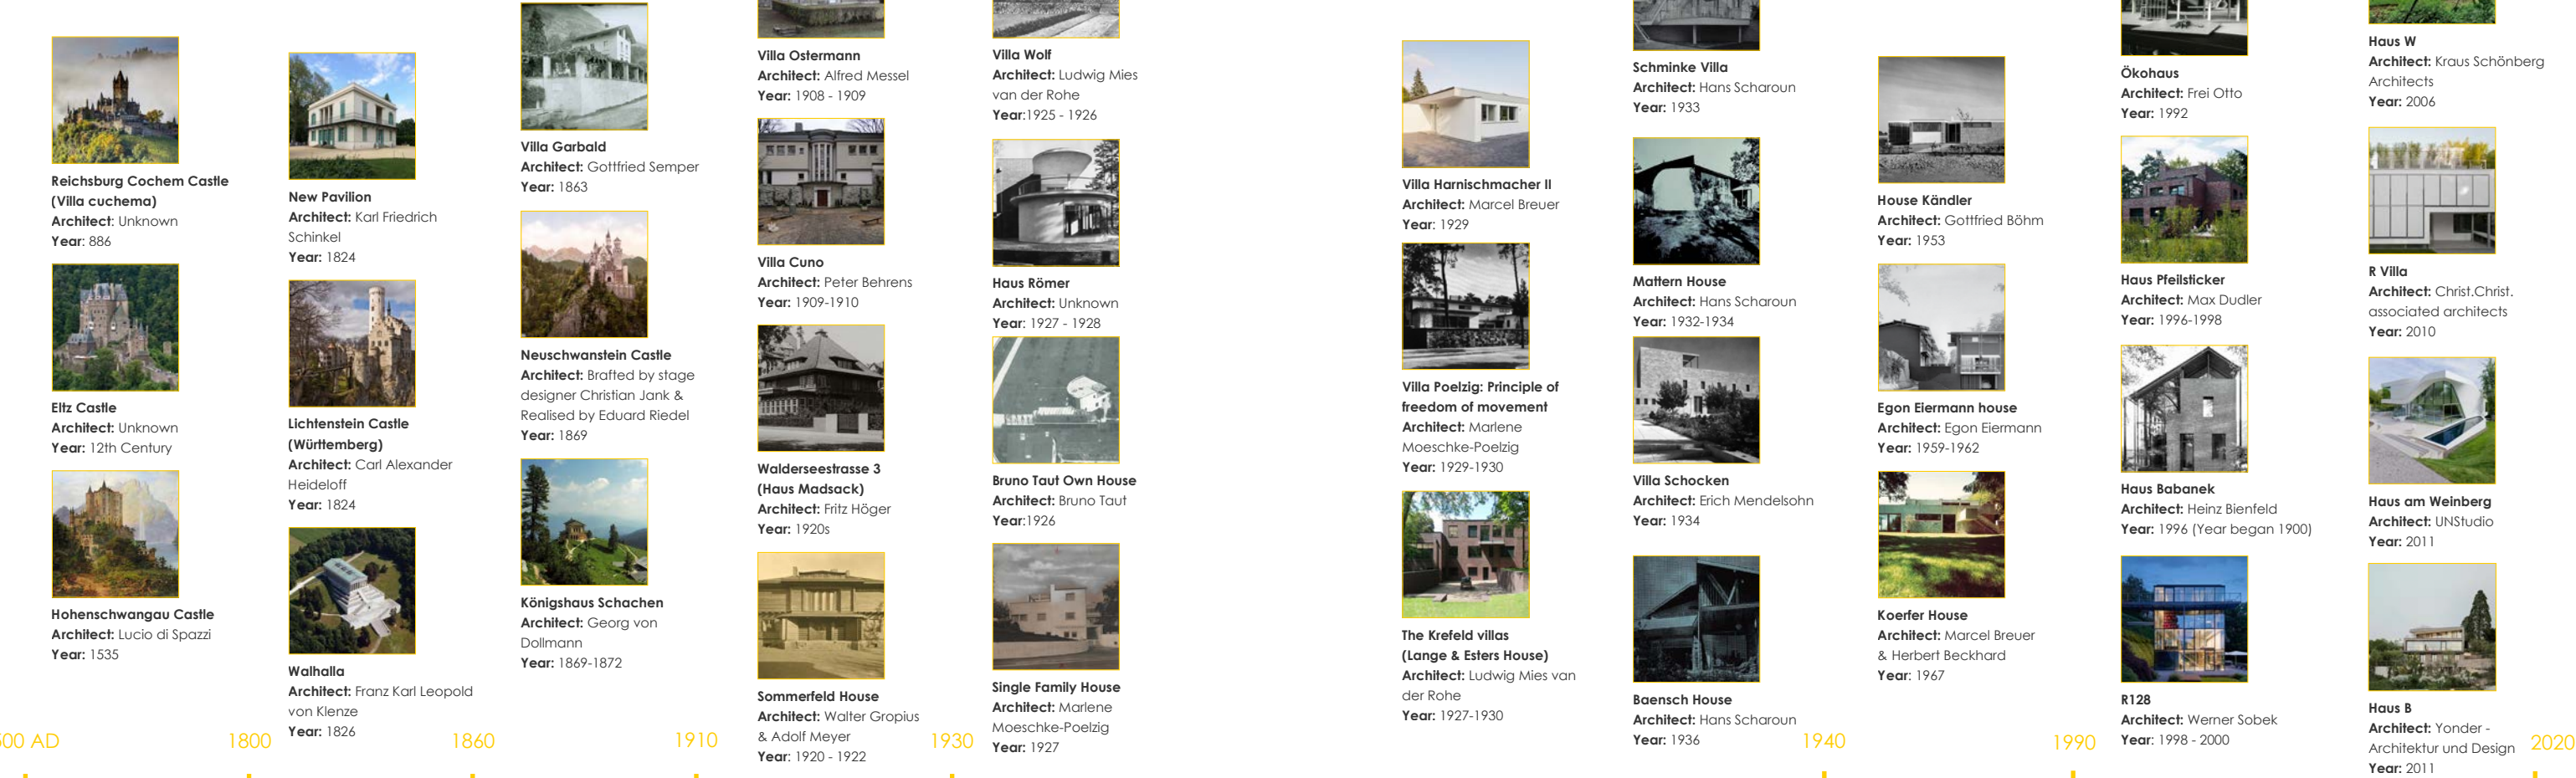 Reichsburg Cochem Castle
(Villa cuchema)
Architect: Unknown
Year: 886
Eltz Castle
Architect: Unknown
Year: 12th Century
Hohenschwangau Castle
Architect: Lucio di Spazzi
Year: 1535
New Pavilion
Architect: Karl Friedrich
Schinkel
Year: 1824
Lichtenstein Castle
(Württemberg)
Architect: Carl Alexander
Heideloff
Year: 1824
Walhalla
Architect: Franz Karl Leopold
von Klenze
Year: 1826
Villa Garbald
Architect: Gottfried Semper
Year: 1863
Neuschwanstein Castle
Architect: Brafted by stage
designer Christian Jank &
Realised by Eduard Riedel
Year: 1869
Königshaus Schachen
Architect: Georg von
Dollmann
Year: 1869-1872
Villa Ostermann
Architect: Alfred Messel
Year: 1908 - 1909
Villa Cuno
Architect: Peter Behrens
Year: 1909-1910
Walderseestrasse 3
(Haus Madsack)
Architect: Fritz Höger
Year: 1920s
Sommerfeld House
Architect: Walter Gropius
& Adolf Meyer
Year: 1920 - 1922
Villa Wolf
Architect: Ludwig Mies
van der Rohe
Year:1925 - 1926
Haus Römer
Architect: Unknown
Year: 1927 - 1928
Bruno Taut Own House
Architect: Bruno Taut
Year:1926
Single Family House
Architect: Marlene
Moeschke-Poelzig
Year: 1927
Villa Harnischmacher II
Architect: Marcel Breuer
Year: 1929
Villa Poelzig: Principle of
freedom of movement
Architect: Marlene
Moeschke-Poelzig
Year: 1929-1930
The Krefeld villas
(Lange & Esters House)
Architect: Ludwig Mies van
der Rohe
Year: 1927-1930
Schminke Villa
Architect: Hans Scharoun
Year: 1933
Mattern House
Architect: Hans Scharoun
Year: 1932-1934
Villa Schocken
Architect: Erich Mendelsohn
Year: 1934
Baensch House
Architect: Hans Scharoun
Year: 1936
House Kändler
Architect: Gottfried Böhm
Year: 1953
Egon Eiermann house
Architect: Egon Eiermann
Year: 1959-1962
Koerfer House
Architect: Marcel Breuer
& Herbert Beckhard
Year: 1967
Ökohaus
Architect: Frei Otto
Year: 1992
Haus Pfeilsticker
Architect: Max Dudler
Year: 1996-1998
Haus Babanek
Architect: Heinz Bienfeld
Year: 1996 (Year began 1900)
R128
Architect: Werner Sobek
Year: 1998 - 2000
Haus W
Architect: Kraus Schönberg
Architects
Year: 2006
R Villa
Architect: Christ.Christ.
associated architects
Year: 2010
Haus am Weinberg
Architect: UNStudio
Year: 2011
Haus B
Architect: Yonder -
Architektur und Design
Year: 2011
00 AD
1800
1860
1910
1930
1940
1990
2020